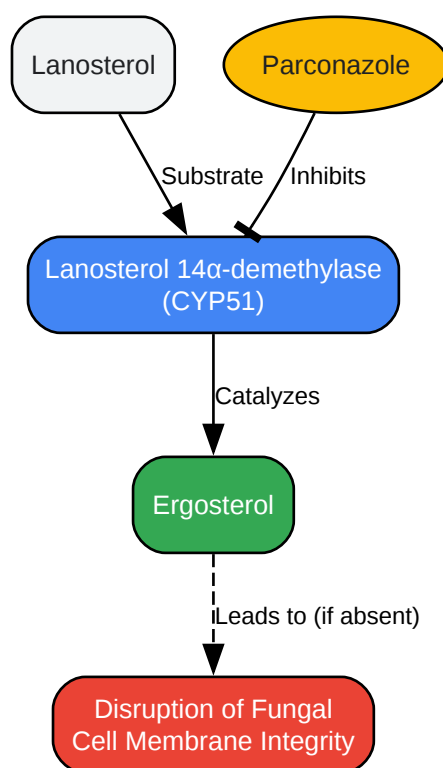 Lanosterol
Parconazole
Substrate
Inhibits
Lanosterol 14α-demethylase
(CYP51)
Catalyzes
Ergosterol
Leads to (if absent)
Disruption of Fungal
Cell Membrane Integrity